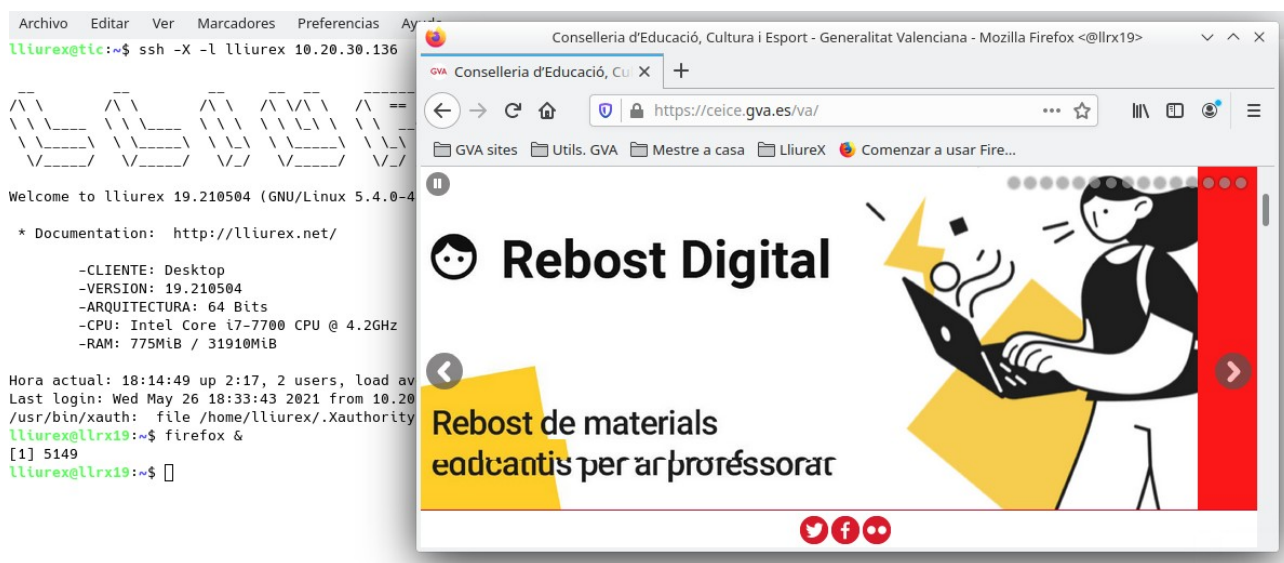 Archivo Editar Ver Marcadores Preferencias
lliurex@tic:~$ ssh -X -l lliurex 10.20.30.136
Welcome to lliurex 19.210504 (GNU/Linux 5.4.0-4
* Documentation: http://lliurex.net/
-CLIENTE: Desktop
-VERSION: 19.210504
-ARQUITECTURA: 64 Bits
-CPU: Intel Core i7-7700 CPU @ 4.2GHz
-RAM: 775MiB / 31910MiB
Hora actual: 18:14:49 up 2:17, 2 users, load av
Last login: Wed May 26 18:33:43 2021 from 10.20
/usr/bin/xauth: file /home/lliurex/.Xauthority
lliurex@llrx19:~$ firefox &
[1] 5149
lliurex@llrx19:~$
Conselleria d'Educació, Cultura i Esport - Generalitat Valenciana - Mozilla Firefox <@llrx19>
GVA Conselleria d'Educació, Cu
https://ceice.gva.es/va/
GVA sites Utils. GVA Mestre a casa LliureX Comenzar a usar Fire...
Rebost Digital
Rebost de materials
per